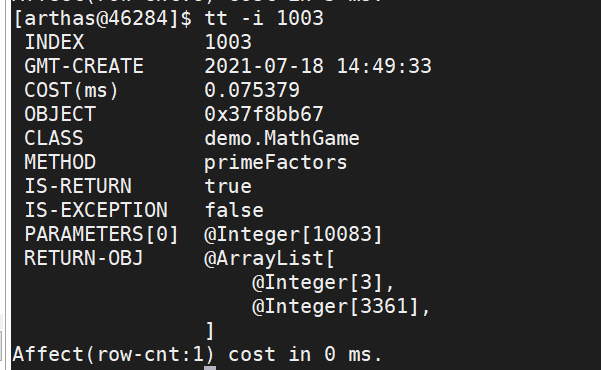 [arthas@46284]$ tt -i 1003
INDEX 1003
GMT-CREATE 2021-07-18 14:49:33
COST(ms) 0.075379
OBJECT 0x37f8bb67
CLASS demo.MathGame
METHOD primeFactors
IS-RETURN true
IS-EXCEPTION false
PARAMETERS[0] @Integer[10083]
RETURN-OBJ @ArrayList[
@Integer[3],
@Integer[3361],
]
Affect(row-cnt:1) cost in 0 ms.